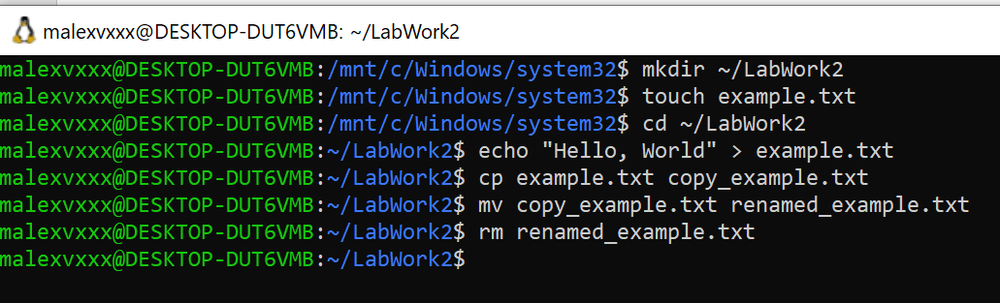 malexvxxx@DESKTOP-DUT6VMB: ~/LabWork2
malexvxxx@DESKTOP-DUT6VMB:/mnt/c/Windows/system32$ mkdir ~/LabWork2
malexvxxx@DESKTOP-DUT6VMB:/mnt/c/Windows/system32$ touch example.txt
malexvxxx@DESKTOP-DUT6VMB:/mnt/c/Windows/system32$ cd ~/LabWork2
malexvxxx@DESKTOP-DUT6VMB:~/LabWork2$ echo "Hello, World" > example.txt
malexvxxx@DESKTOP-DUT6VMB:~/LabWork2$ cp example.txt copy_example.txt
malexvxxx@DESKTOP-DUT6VMB:~/LabWork2$ mv copy_example.txt renamed_example.txt
malexvxxx@DESKTOP-DUT6VMB:~/LabWork2$ rm renamed_example.txt
malexvxxx@DESKTOP-DUT6VMB:~/LabWork2$